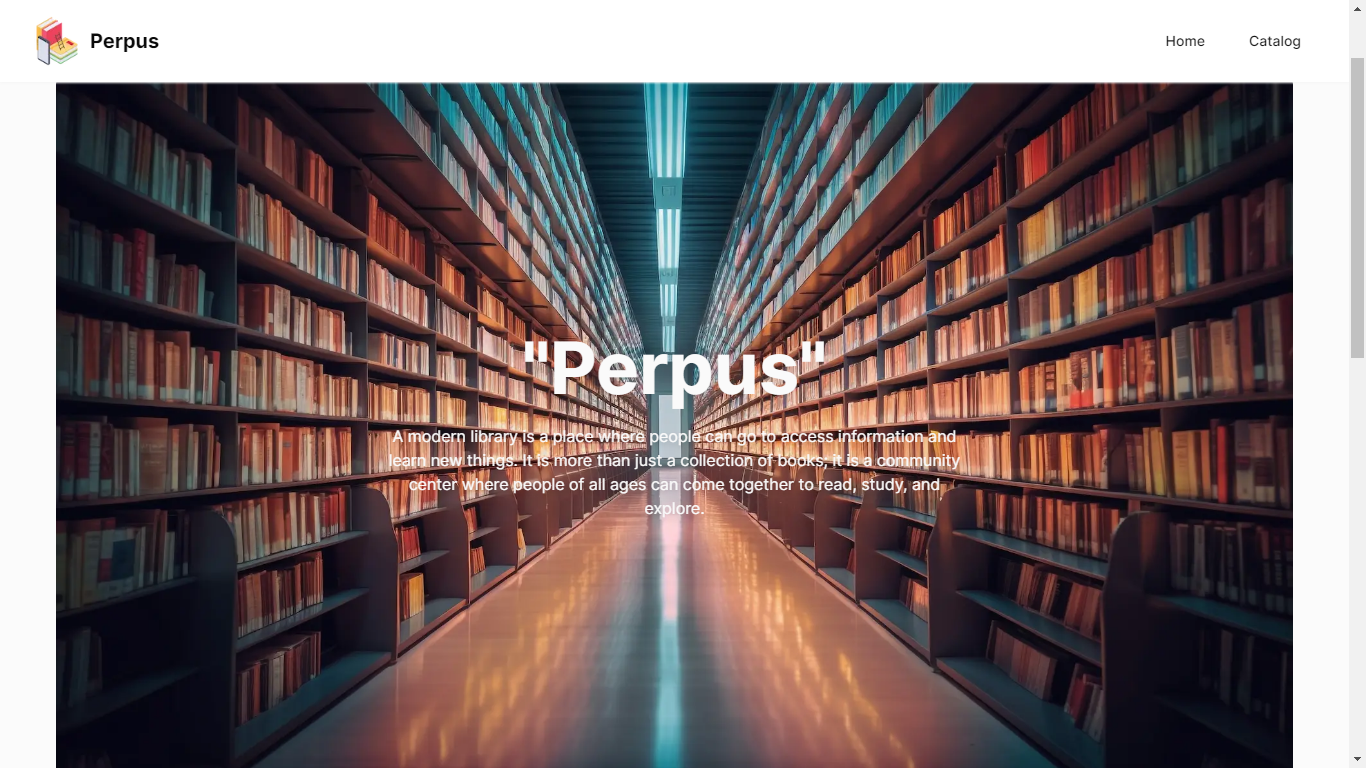 Perpus
Home
Catalog
"Perpus"
A modern library is a place where people can go to access information and
learn new things. It is more than just a collection of books; it is a community
center where people of all ages can come together to read, study, and
explore.